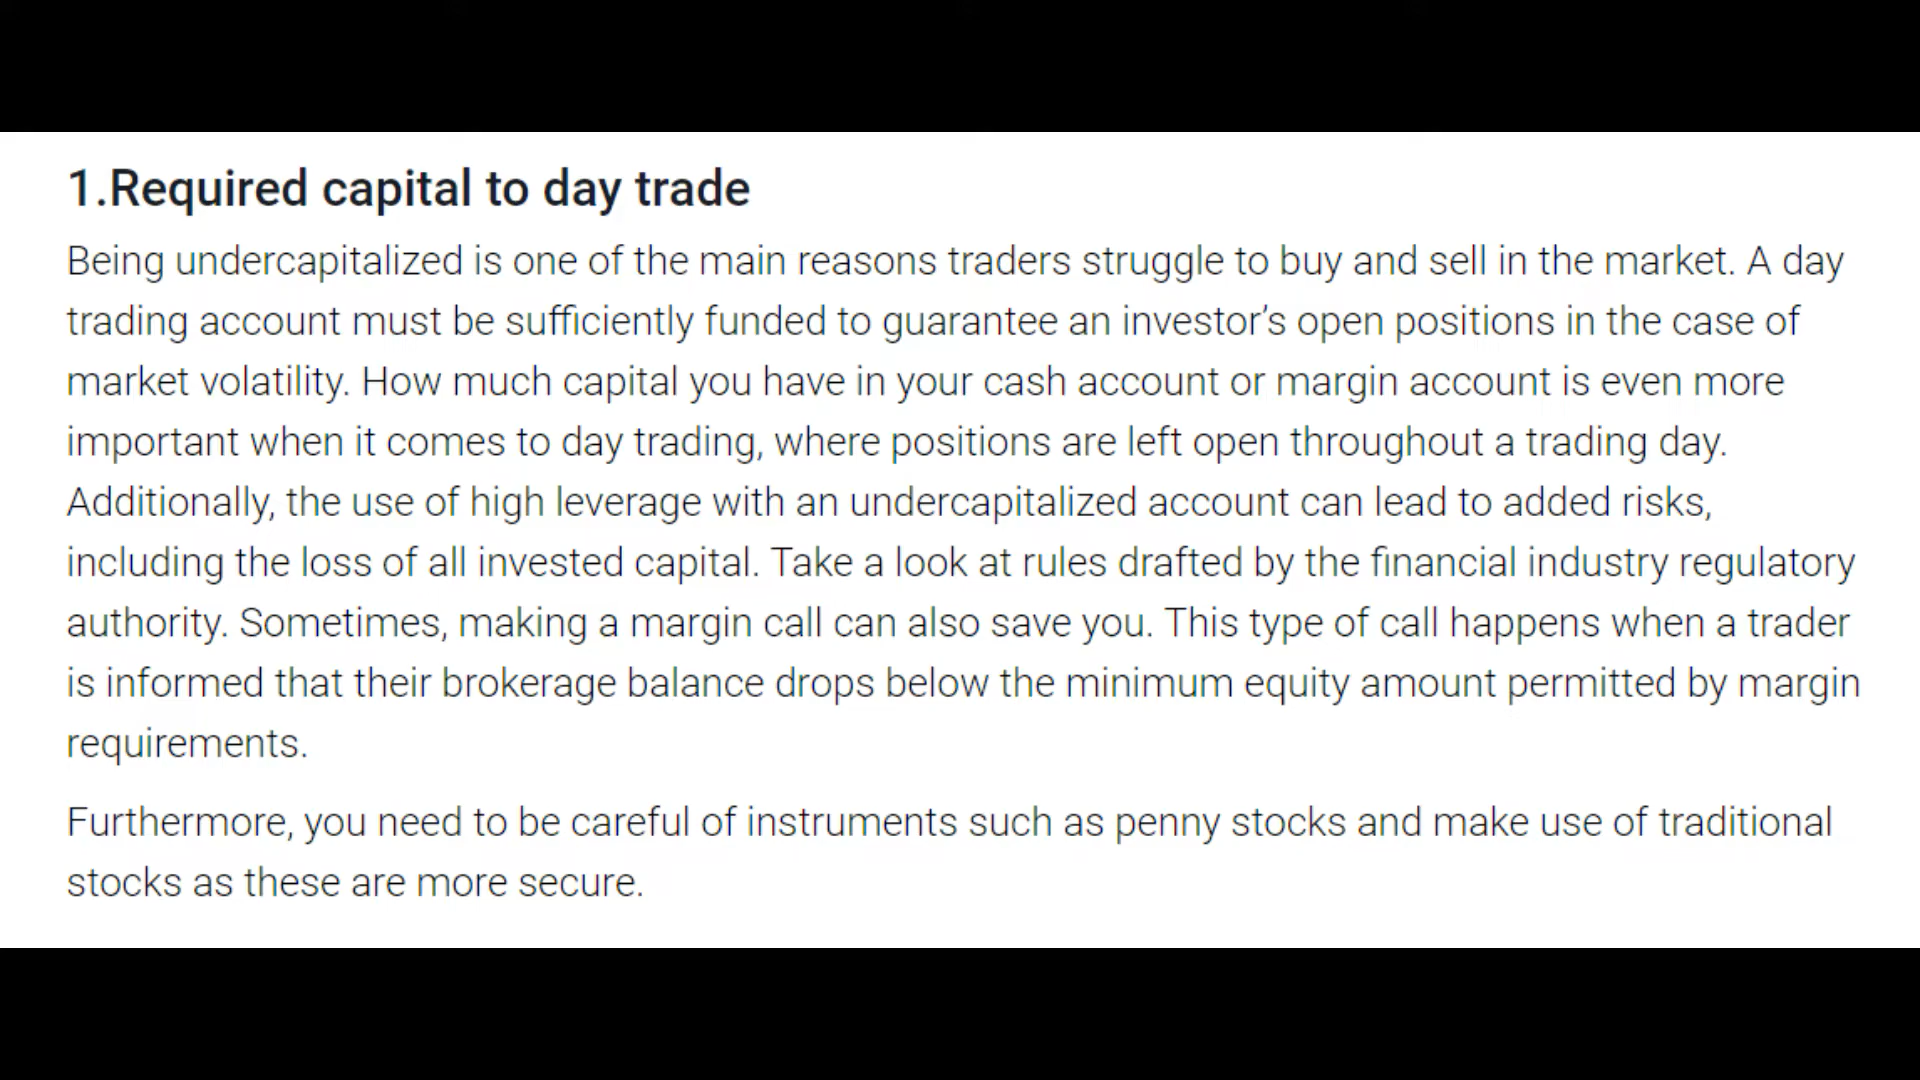 1.Required capital to day trade
Being undercapitalized is one of the main reasons traders struggle to buy and sell in the market. A day
trading account must be sufficiently funded to guarantee an investor’s open positions in the case of
market volatility. How much capital you have in your cash account or margin account is even more
important when it comes to day trading, where positions are left open throughout a trading day.
Additionally, the use of high leverage with an undercapitalized account can lead to added risks,
including the loss of all invested capital. Take a look at rules drafted by the financial industry regulatory
authority. Sometimes, making a margin call can also save you. This type of call happens when a trader
is informed that their brokerage balance drops below the minimum equity amount permitted by margin
requirements.
Furthermore, you need to be careful of instruments such as penny stocks and make use of traditional
stocks as these are more secure.